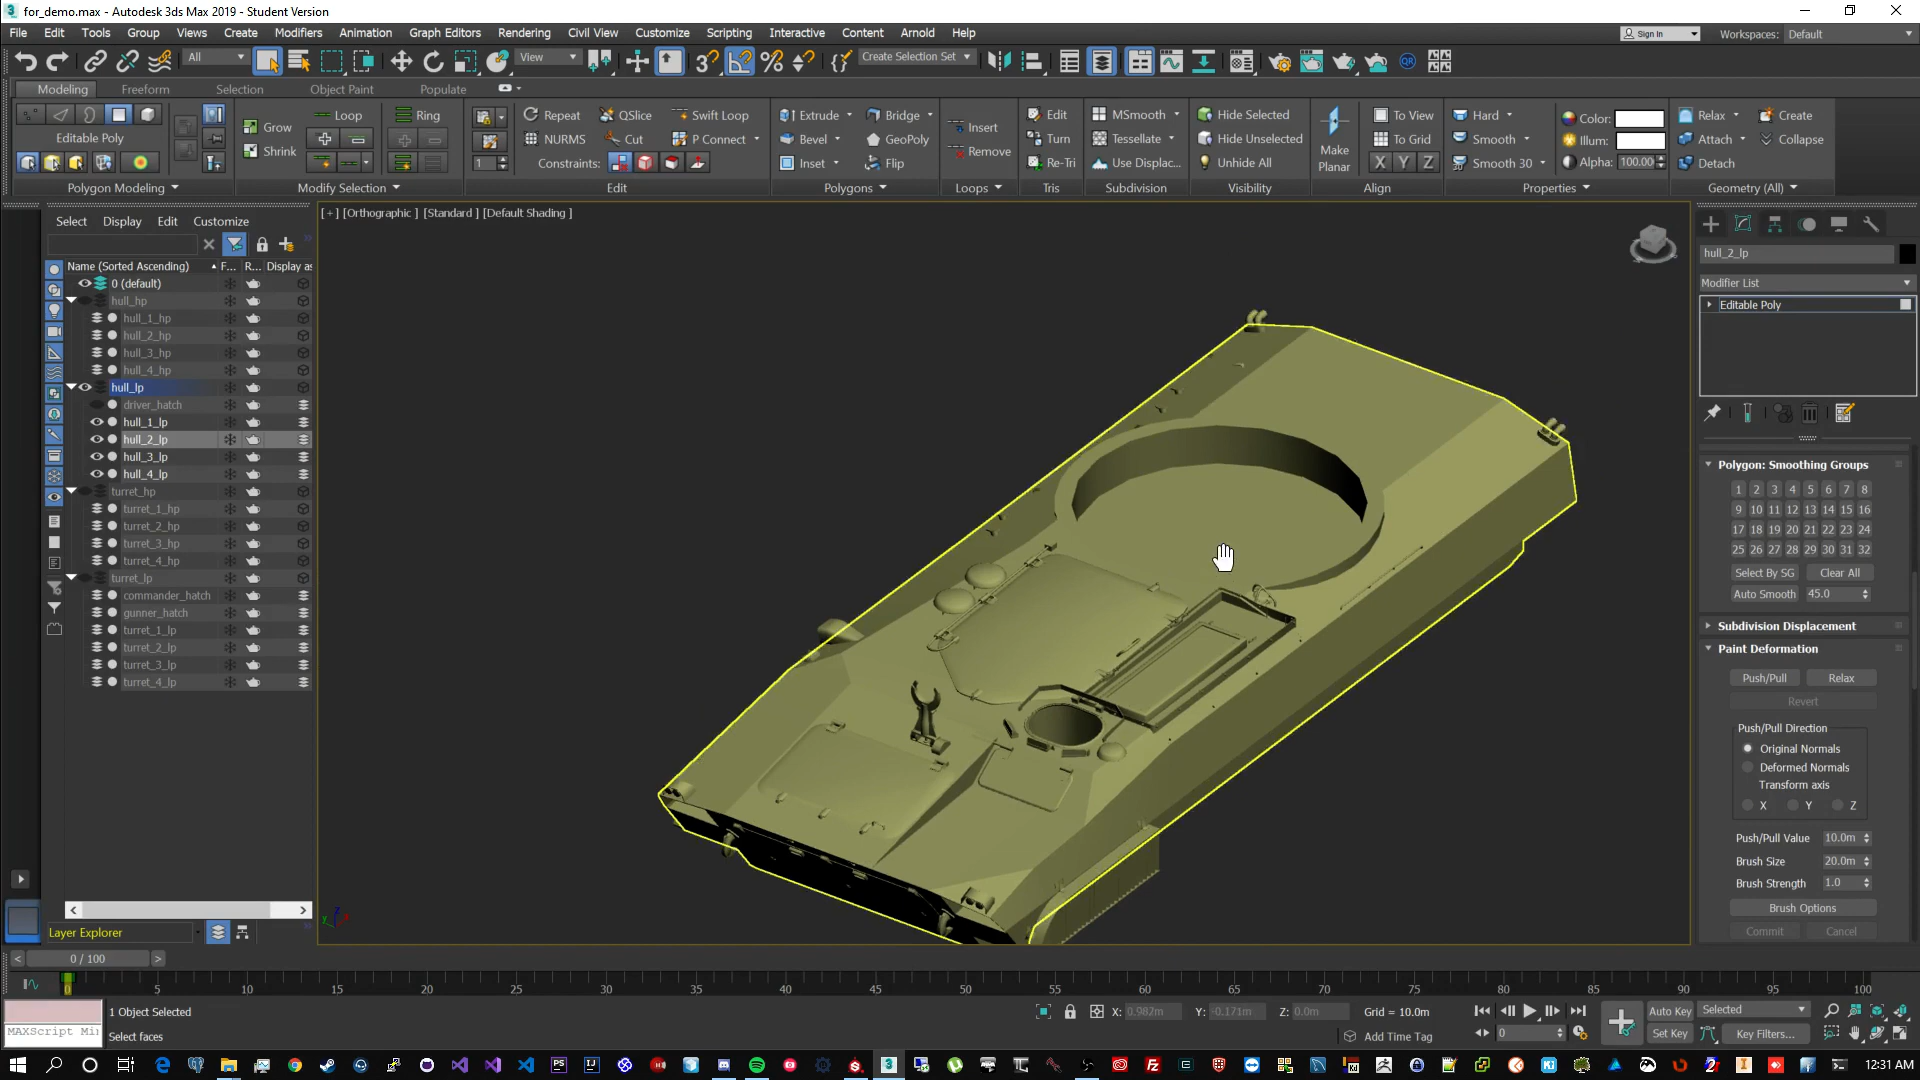 for_demo.max - Autodesk 3ds Max 2019 - Student Version
File Edit Tools Group Views Create Modifiers Animation Graph Editors Rendering Civil View Customize Scripting Interactive Content Arnold Help
Sign In Workspaces: Default
All View Create Selection Set
Modeling Freeform Selection Object Paint Populate
Editable Poly
Grow Loop Ring Repeat QSlice Swift Loop Extrude Bridge Insert Edit MSmooth Hide Selected To View Hard Color: Relax Create
Shrink NURMS Cut P Connect Bevel GeoPoly Remove Turn Tessellate Hide Unselected Make Planar To Grid Smooth Illum: Attach Collapse
1 Constraints: Inset Flip Re-Tri Use Displac... Unhide All X Y Z Smooth 30 Alpha: 100.00 Detach
Polygon Modeling Modify Selection Edit Polygons Loops Tris Subdivision Visibility Align Properties Geometry (All)
Select Display Edit Customize
Name (Sorted Ascending) F... R... Display as
0 (default)
hull_hp
hull_1_hp
hull_2_hp
hull_3_hp
hull_4_hp
hull_lp
driver_hatch
hull_1_lp
hull_2_lp
hull_3_lp
hull_4_lp
turret_hp
turret_1_hp
turret_2_hp
turret_3_hp
turret_4_hp
turret_lp
commander_hatch
gunner_hatch
turret_1_lp
turret_2_lp
turret_3_lp
turret_4_lp
Layer Explorer
[ + ] [Orthographic ] [Standard ] [Default Shading ]
hull_2_lp
Modifier List
Editable Poly
Polygon: Smoothing Groups
1 2 3 4 5 6 7 8
9 10 11 12 13 14 15 16
17 18 19 20 21 22 23 24
25 26 27 28 29 30 31 32
Select By SG Clear All
Auto Smooth 45.0
Subdivision Displacement
Paint Deformation
Push/Pull Relax
Revert
Push/Pull Direction
Original Normals
Deformed Normals
Transform axis
X Y Z
Push/Pull Value 10.0m
Brush Size 20.0m
Brush Strength 1.0
Brush Options
Commit Cancel
0 / 100
0 5 10 15 20 25 30 35 40 45 50 55 60 65 70 75 80 85 90 95 100
1 Object Selected
MAXScript Mi
Select faces
X: 0.982m Y: -0.171m Z: 0.0m Grid = 10.0m
Add Time Tag
0
Auto Key Selected
Set Key Key Filters...
12:31 AM